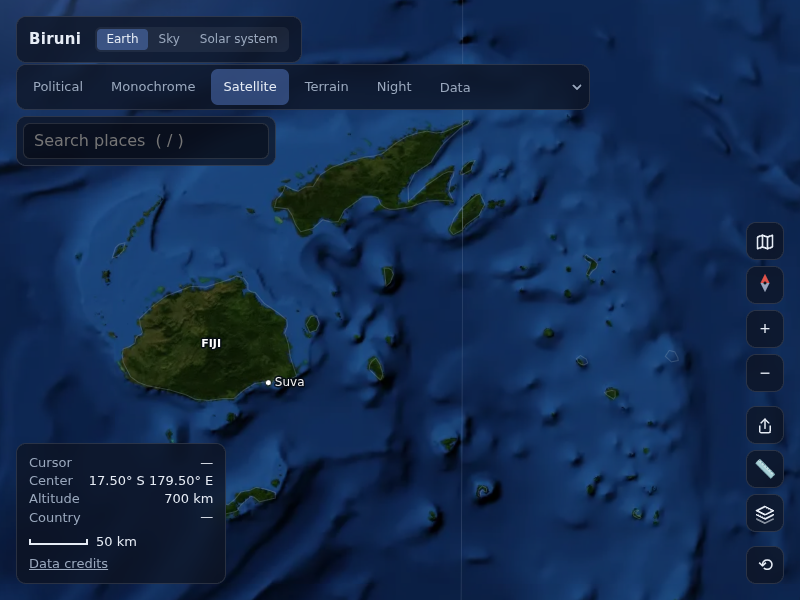 Biruni Earth Sky Solar system
Political Monochrome Satellite Terrain Night Data
Search places ( / )
FIJI
Suva
Cursor —
Center 17.50° S 179.50° E
Altitude 700 km
Country —
50 km
Data credits
+
−